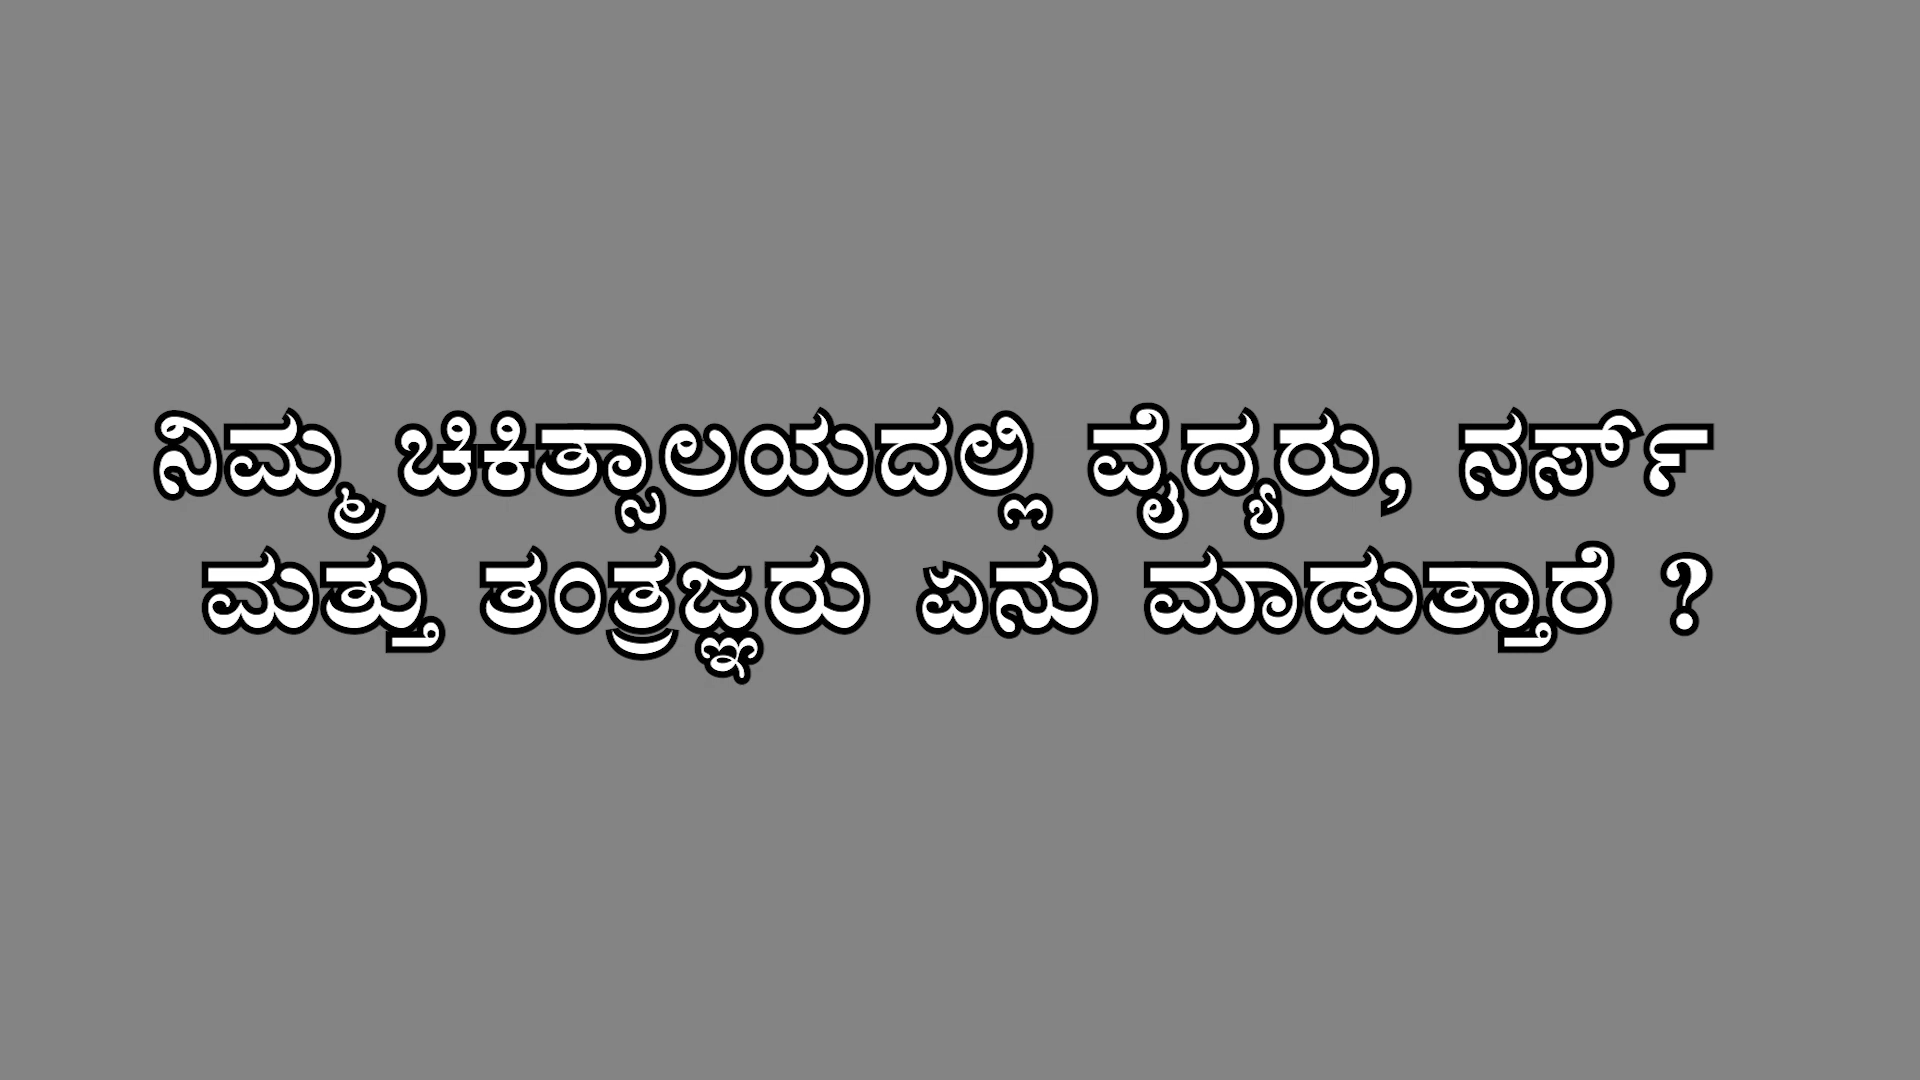 ನಿಮ್ಮ ಚಿಕಿತ್ಸಾಲಯದಲ್ಲಿ ವೈದ್ಯರು, ನರ್ಸ್
ಮತ್ತು ತಂತ್ರಜ್ಞರು ಏನು ಮಾಡುತ್ತಾರೆ ?